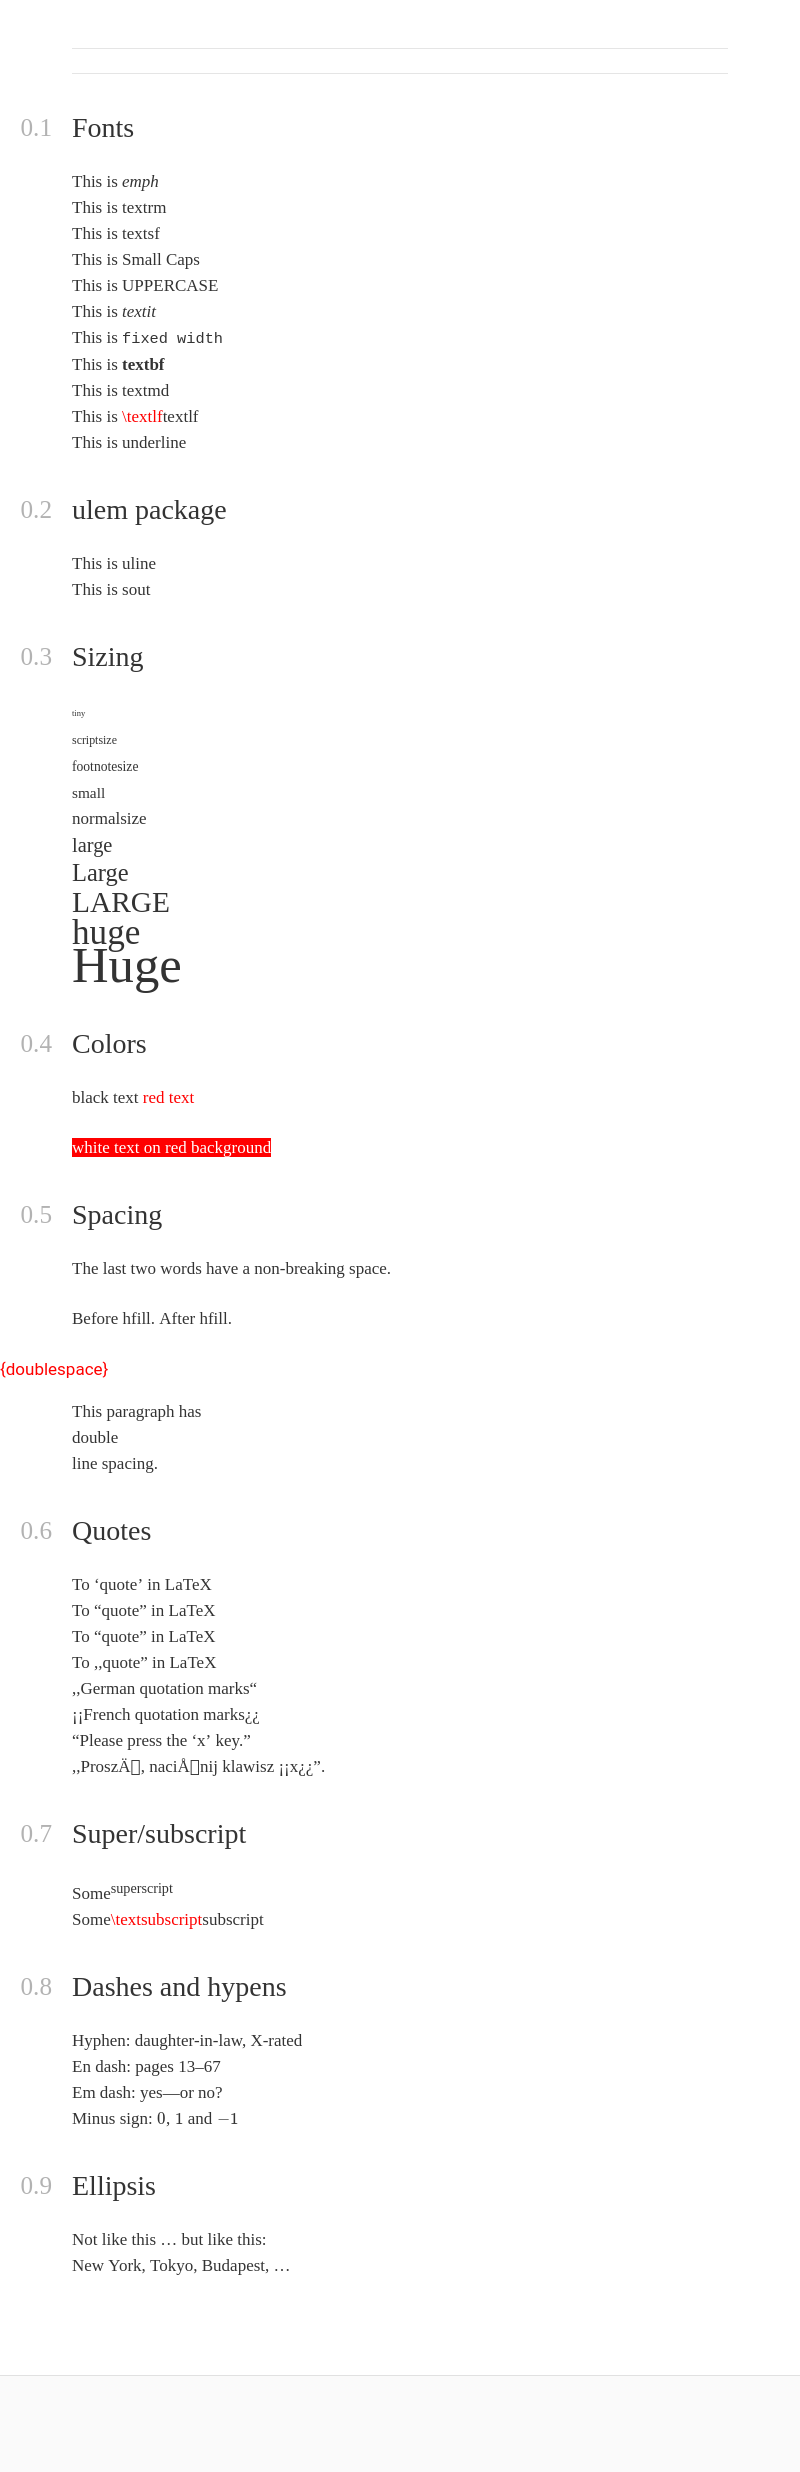 0.1 Fonts
This is emph
This is textrm
This is textsf
This is Small Caps
This is UPPERCASE
This is textit
This is fixed width
This is textbf
This is textmd
This is \textlftextlf
This is underline
0.2 ulem package
This is uline
This is sout
0.3 Sizing
tiny
scriptsize
footnotesize
small
normalsize
large
Large
LARGE
huge
Huge
0.4 Colors
black text red text
white text on red background
0.5 Spacing
The last two words have a non-breaking space.
Before hfill. After hfill.
{doublespace}
This paragraph has
double
line spacing.
0.6 Quotes
To ‘quote’ in LaTeX
To “quote” in LaTeX
To “quote” in LaTeX
To ,,quote” in LaTeX
,,German quotation marks“
¡¡French quotation marks¿¿
“Please press the ‘x’ key.”
,,ProszÄ▯, naciÅ▯nij klawisz ¡¡x¿¿”.
0.7 Super/subscript
Somesuperscript
Some\textsubscriptsubscript
0.8 Dashes and hypens
Hyphen: daughter-in-law, X-rated
En dash: pages 13–67
Em dash: yes—or no?
Minus sign: 0, 1 and −1
0.9 Ellipsis
Not like this … but like this:
New York, Tokyo, Budapest, …